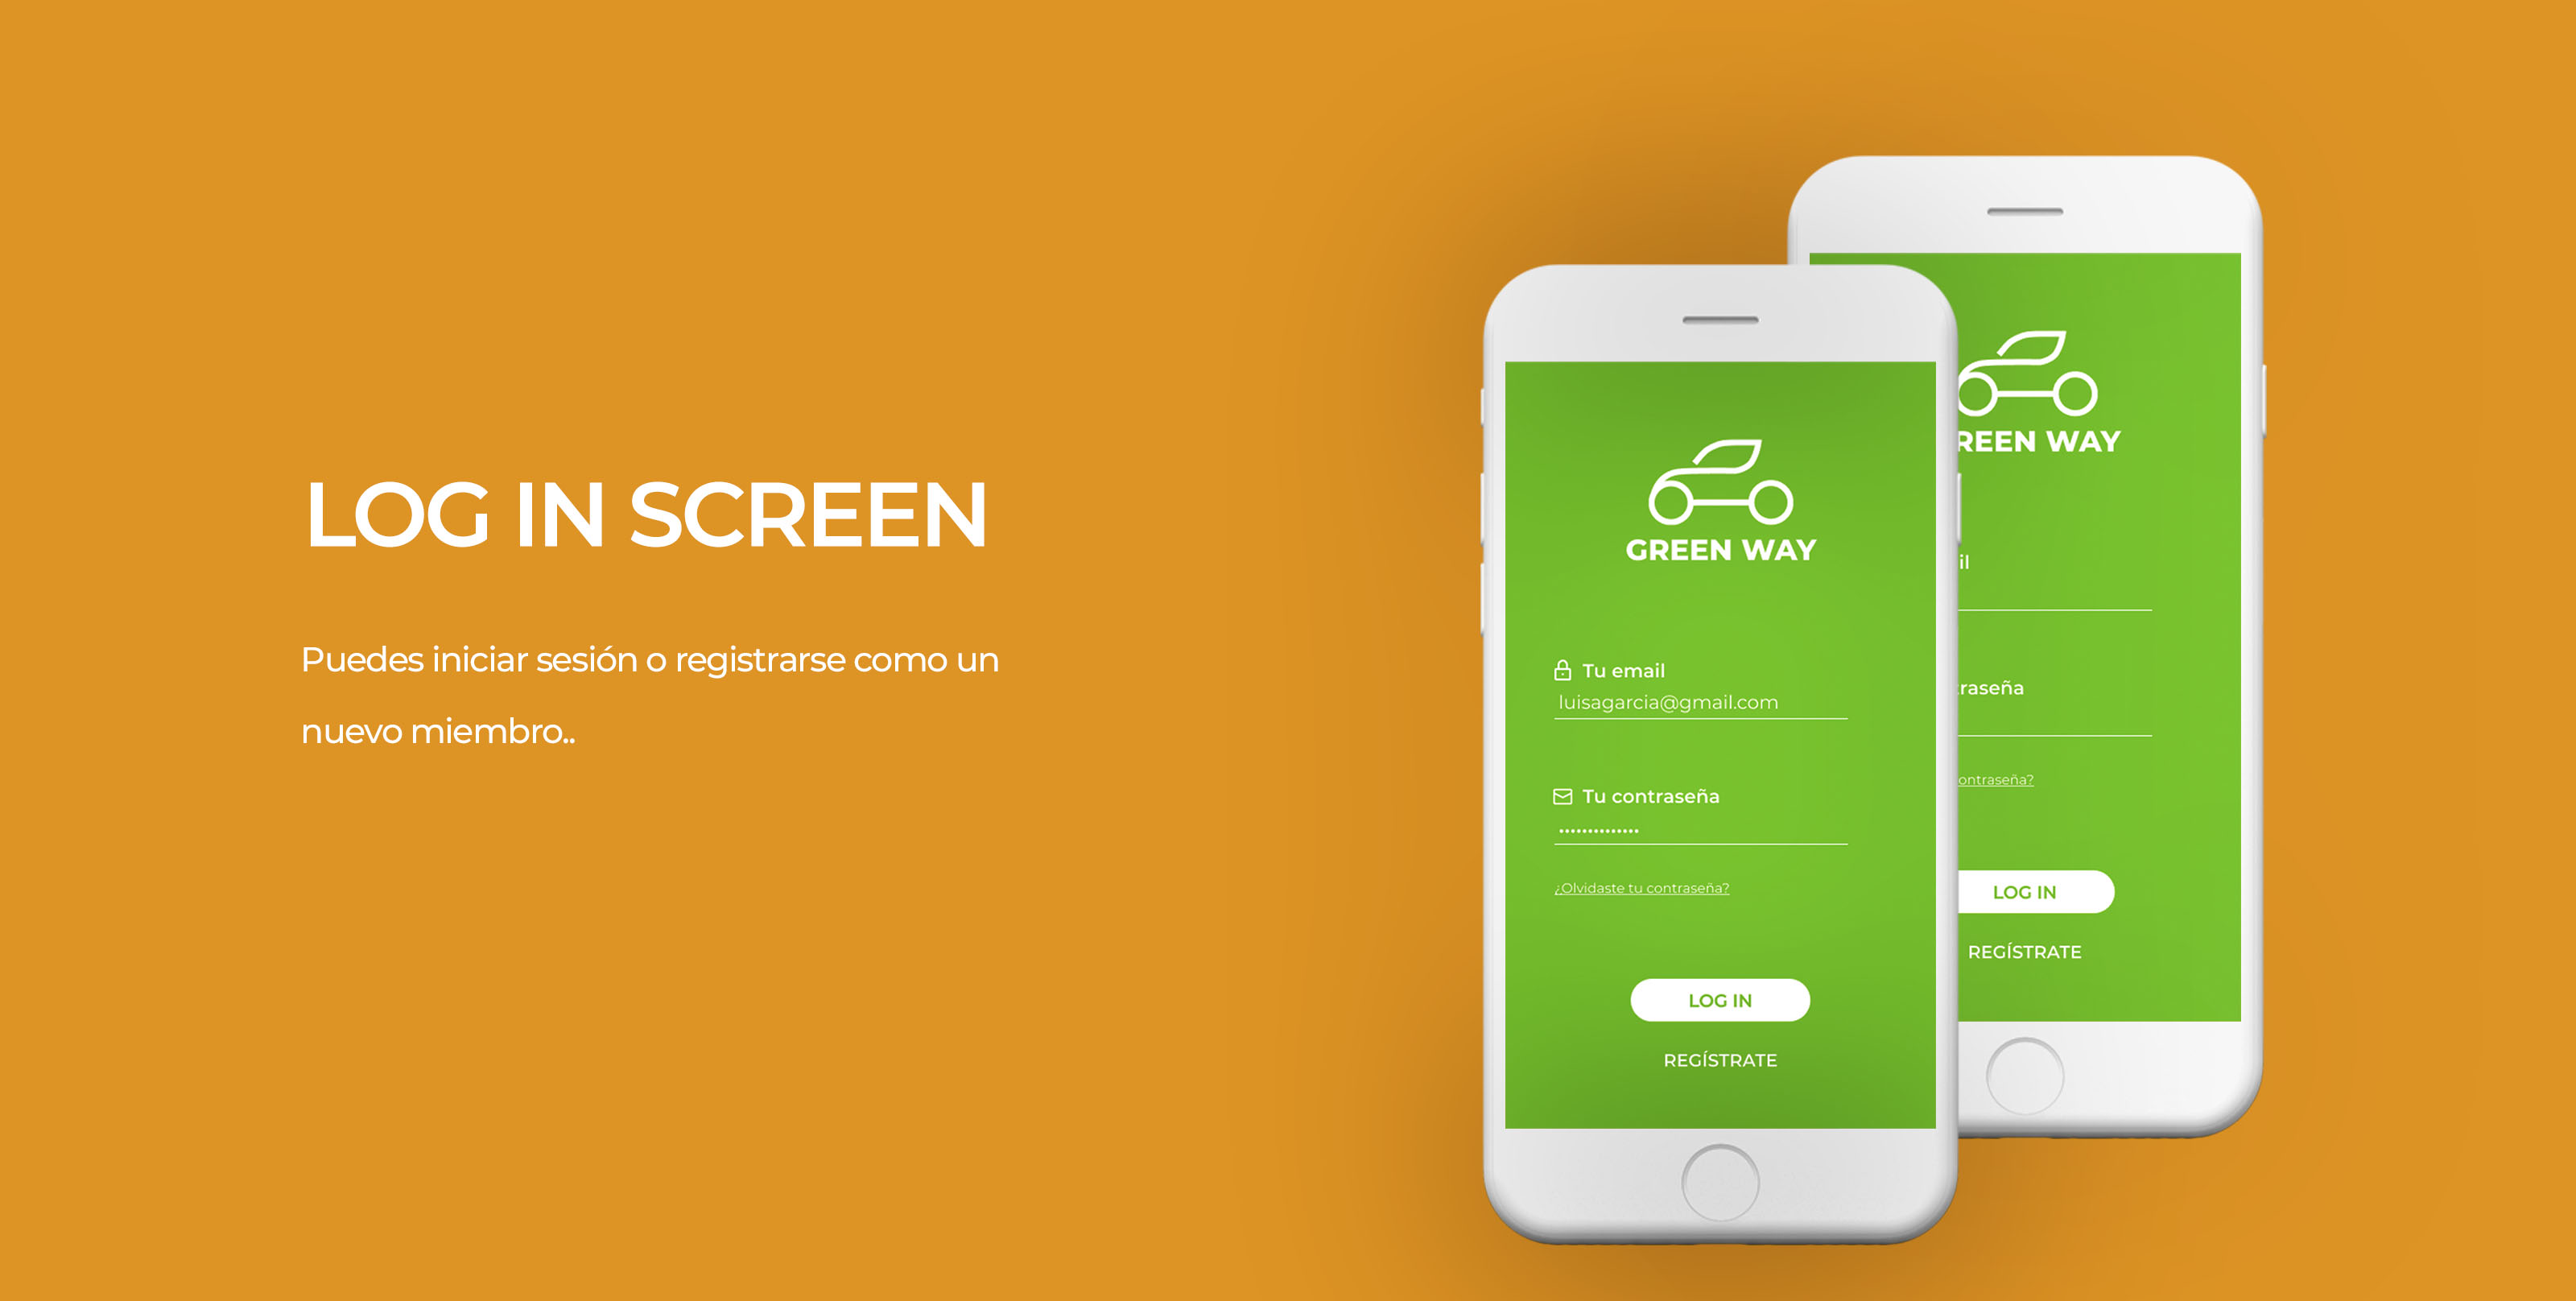 LOG IN SCREEN
Puedes iniciar sesión o registrarse como un
nuevo miembro..
GREEN WAY
Tu email
luisagarcia@gmail.com
Tu contraseña
••••••••••••••
¿Olvidaste tu contraseña?
LOG IN
REGÍSTRATE
REEN WAY
il
traseña
ontraseña?
LOG IN
REGÍSTRATE